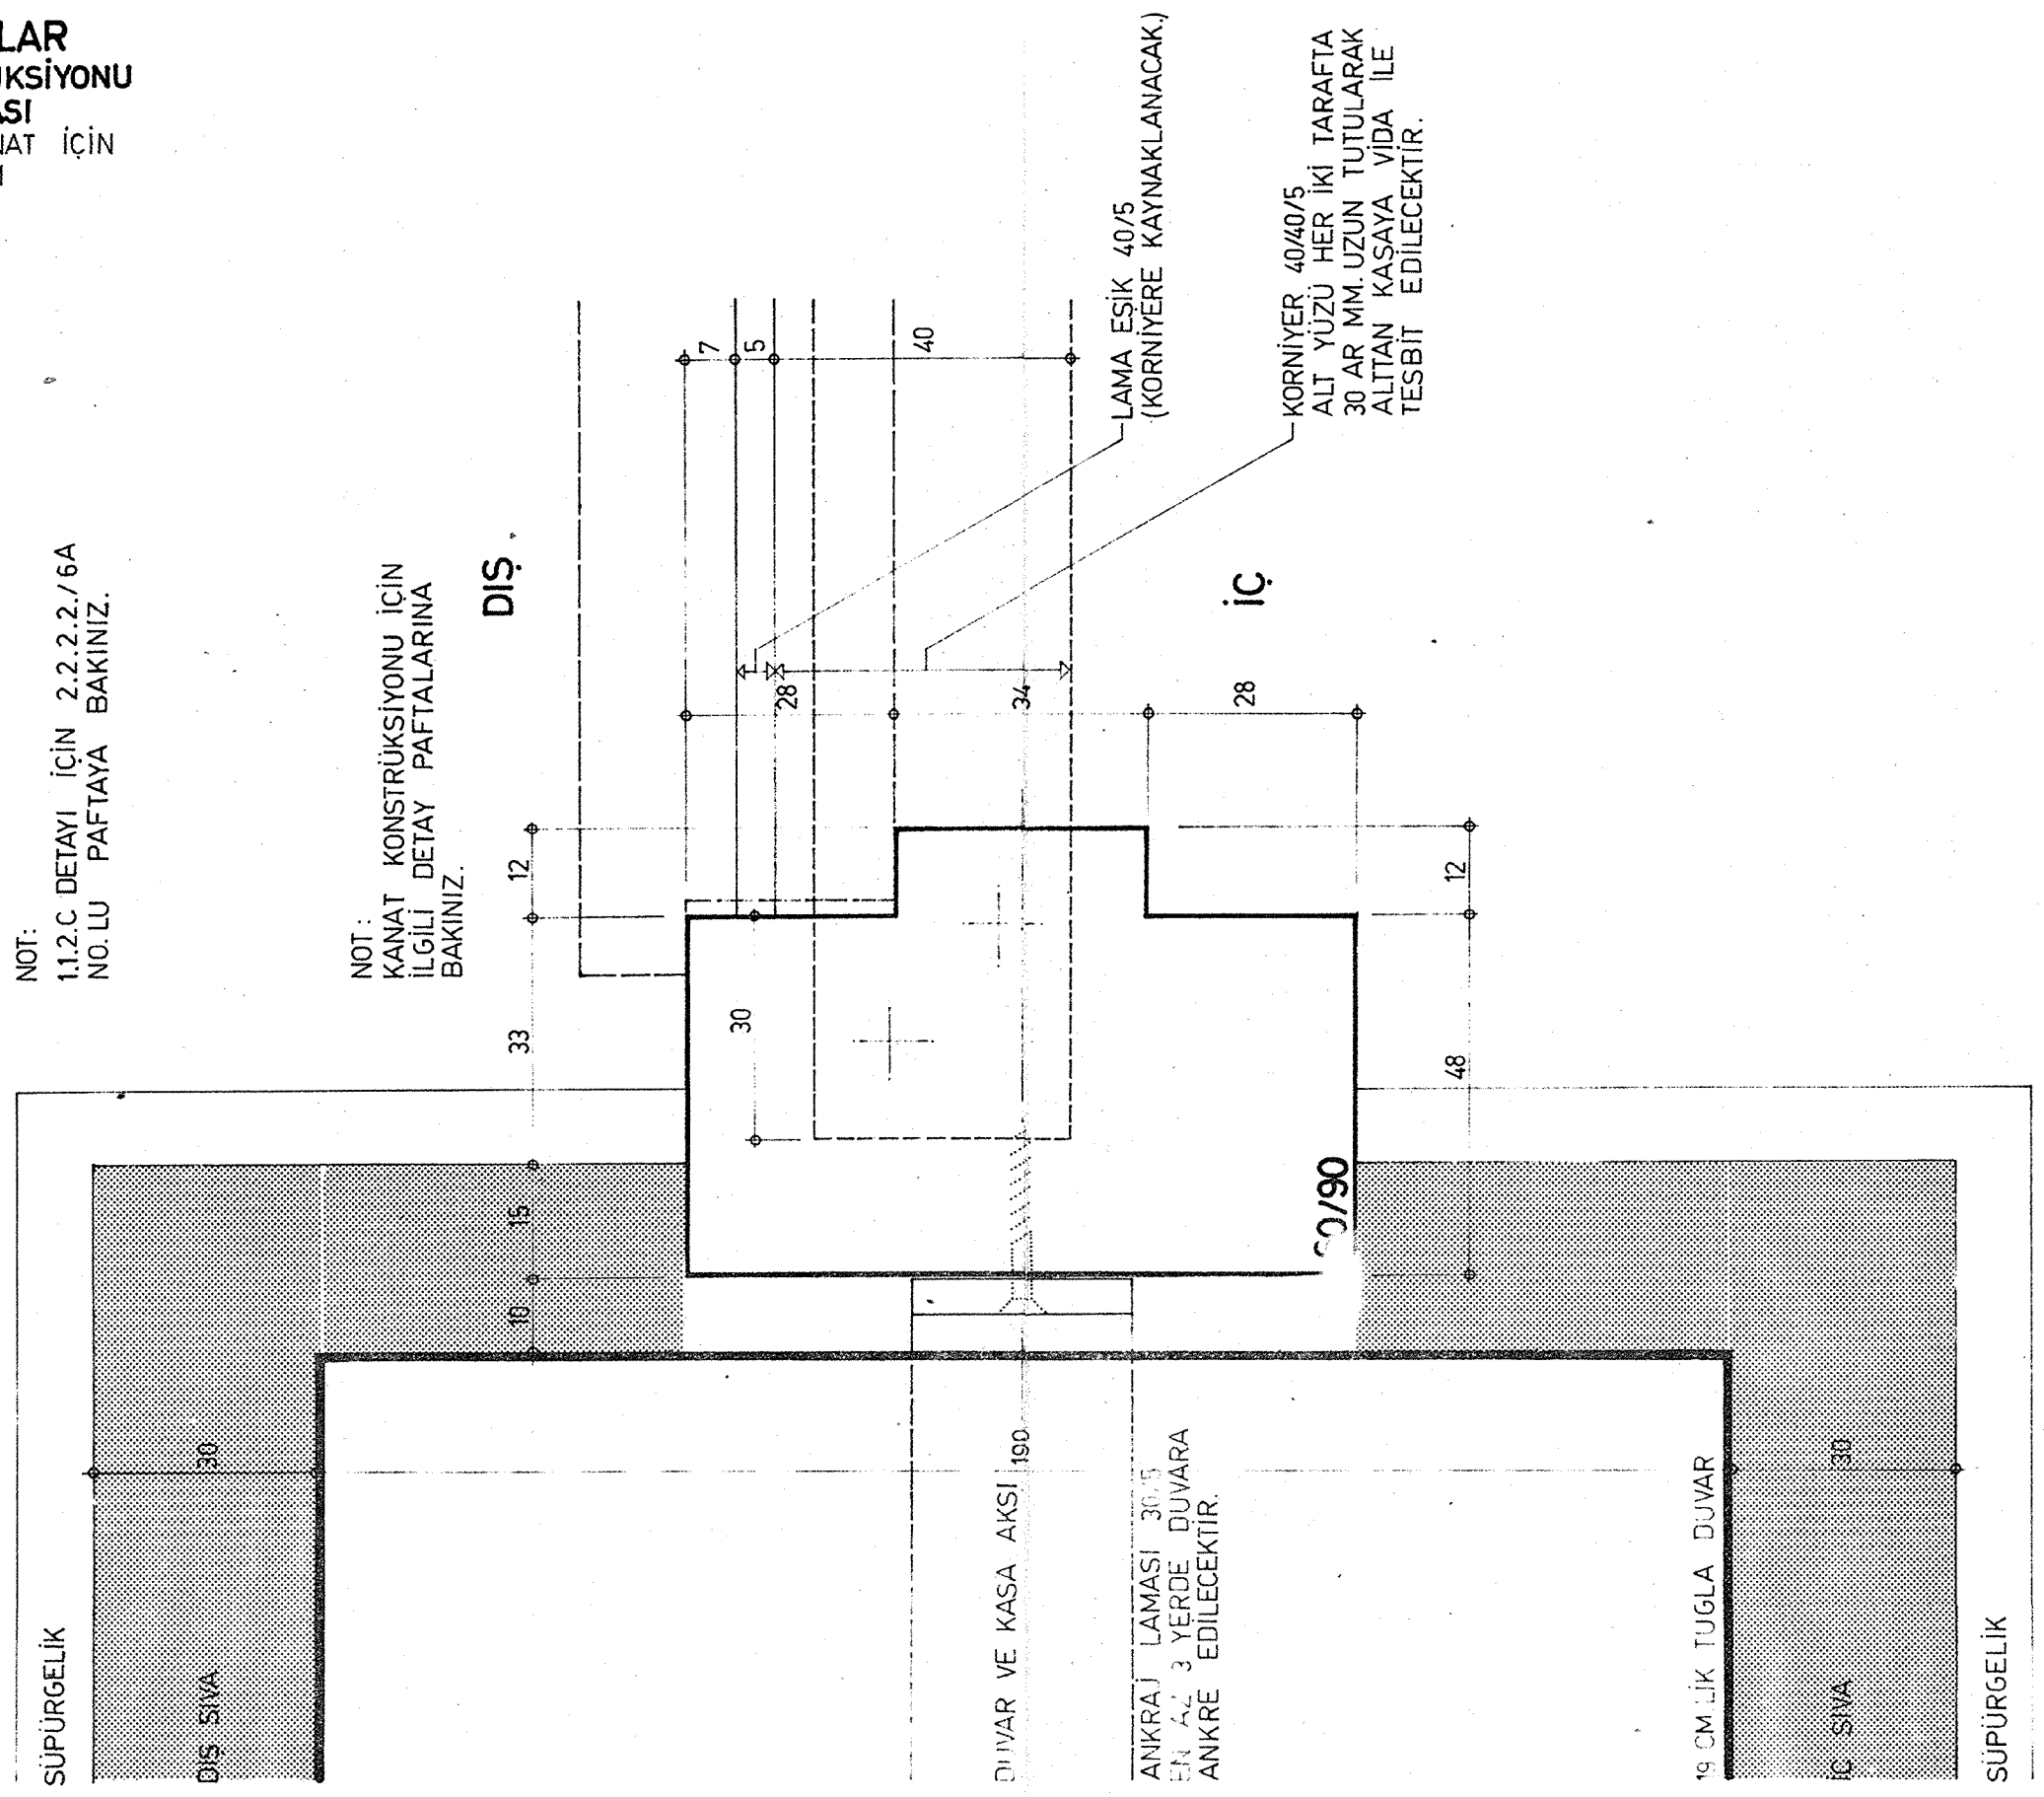 LAR
UKSİYONU
ASI
NAT İÇİN
NOT:
1.1.2.C DETAYI İÇİN 2.2.2.2./6A
NO.LU PAFTAYA BAKINIZ.
NOT:
KANAT KONSTRÜKSİYONU İÇİN
İLGİLİ DETAY PAFTALARINA
BAKINIZ.
DIŞ
İÇ
LAMA EŞİK 40/5
(KORNİYERE KAYNAKLANACAK.)
KORNİYER 40/40/5
ALT YÜZÜ HER İKİ TARAFTA
30 AR MM. UZUN TUTULARAK
ALTTAN KASAYA VİDA İLE
TESBİT EDİLECEKTİR.
7
5
40
28
34
28
12
33
15
10
30
12
48
60/90
30
190
30
SÜPÜRGELİK
DIŞ SIVA
DUVAR VE KASA AKSI
ANKRAJ LAMASI 30/5
EN AZ 3 YERDE DUVARA
ANKRE EDİLECEKTİR.
19 CM.LİK TUGLA DUVAR
İÇ SIVA
SÜPÜRGELİK